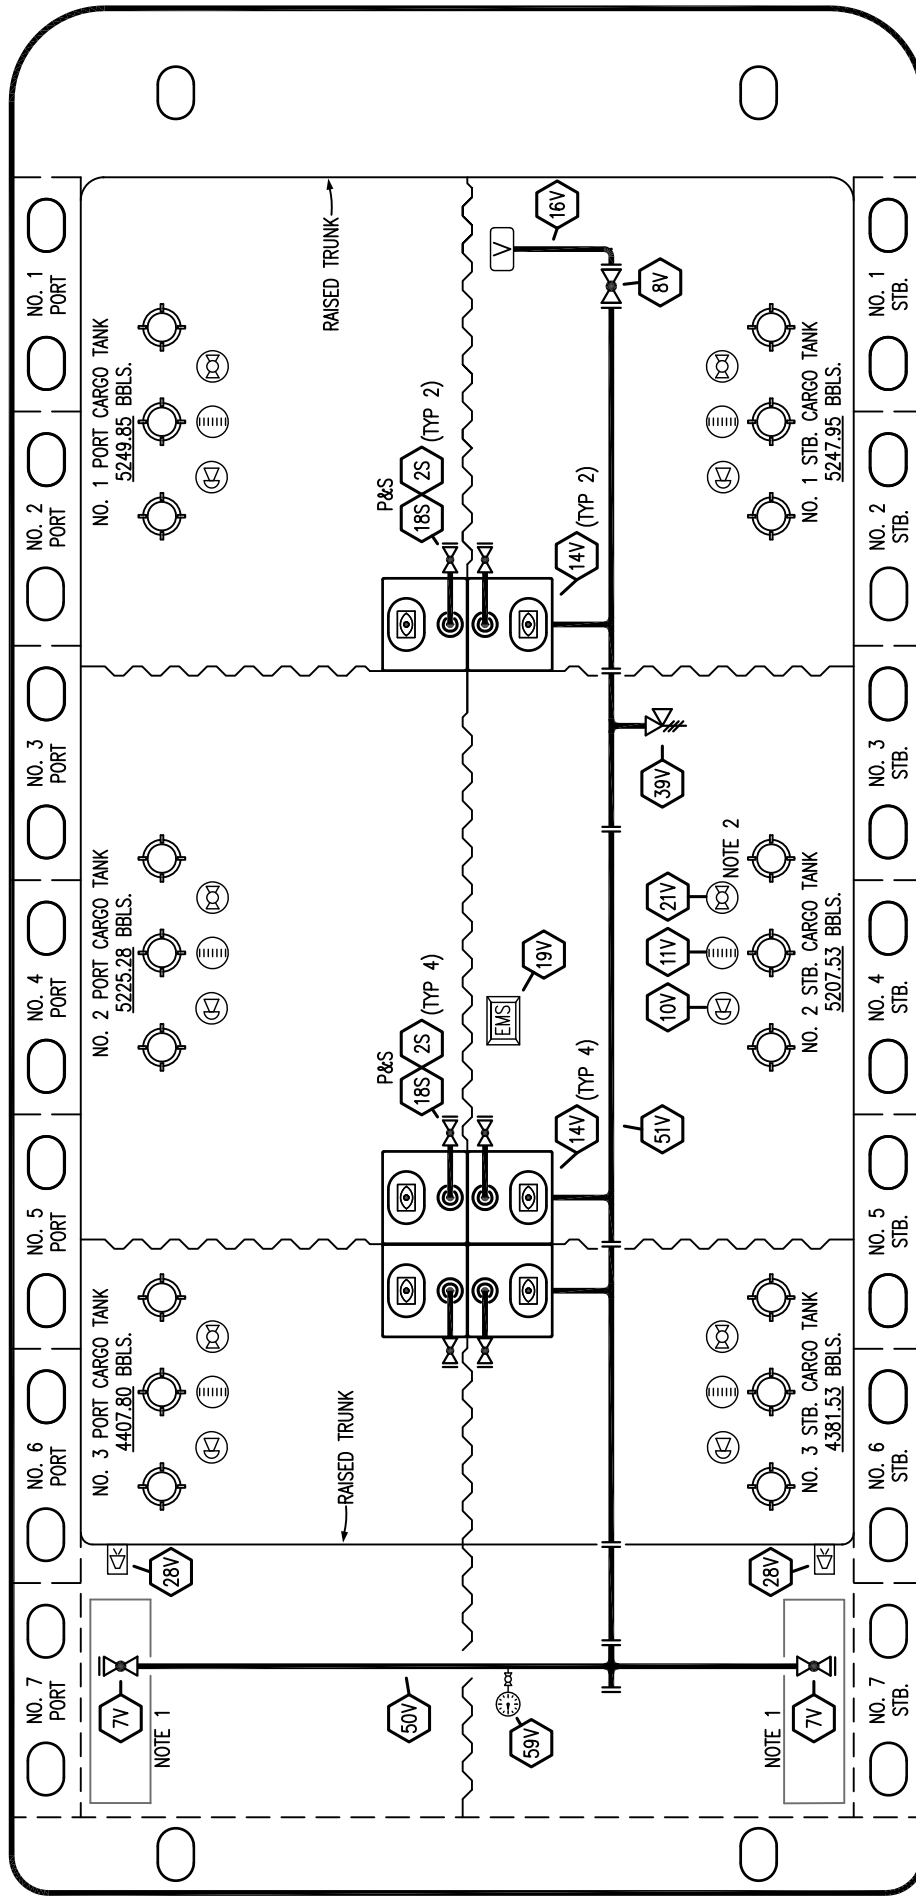 NO. 7
PORT
NO. 6
PORT
NO. 5
PORT
NO. 4
PORT
NO. 3
PORT
NO. 2
PORT
NO. 1
PORT
NO. 3 PORT CARGO TANK
4407.80 BBLS.
NO. 2 PORT CARGO TANK
5225.28 BBLS.
NO. 1 PORT CARGO TANK
5249.85 BBLS.
7V
NOTE 1
28V
RAISED TRUNK
RAISED TRUNK
P&S
18S
2S
(TYP 4)
P&S
18S
2S
(TYP 2)
50V
59V
EMS
19V
V
16V
14V
(TYP 4)
14V
(TYP 2)
51V
39V
8V
NOTE 1
7V
28V
10V
11V
21V
NOTE 2
NO. 3 STB. CARGO TANK
4381.53 BBLS.
NO. 2 STB. CARGO TANK
5207.53 BBLS.
NO. 1 STB. CARGO TANK
5247.95 BBLS.
NO. 7
STB.
NO. 6
STB.
NO. 5
STB.
NO. 4
STB.
NO. 3
STB.
NO. 2
STB.
NO. 1
STB.